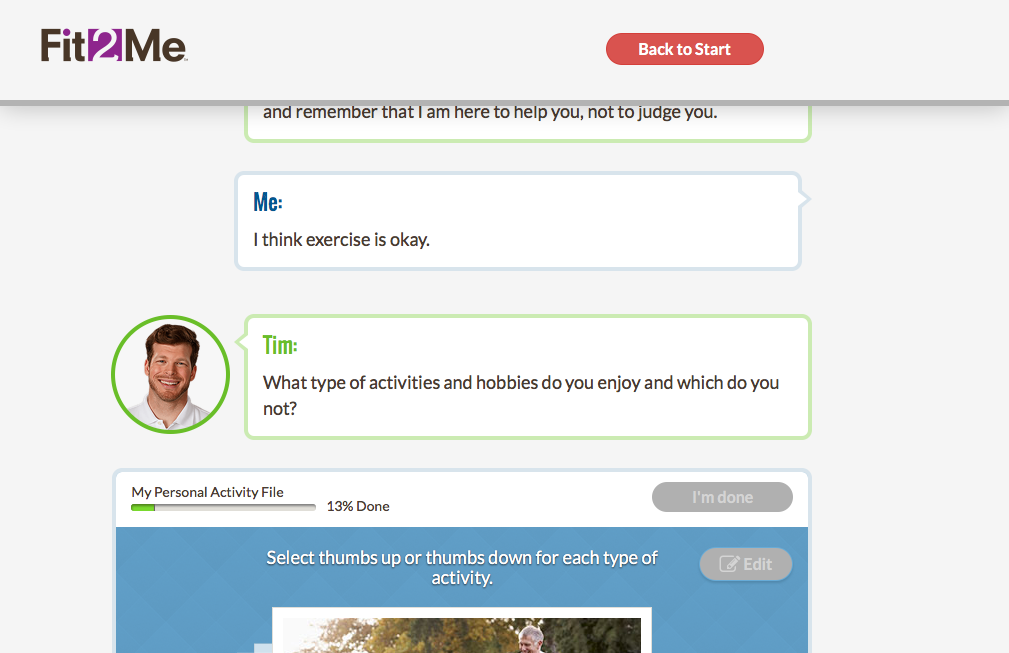 Fit2Me
Back to Start
and remember that I am here to help you, not to judge you.
Me:
I think exercise is okay.
Tim:
What type of activities and hobbies do you enjoy and which do you
not?
My Personal Activity File
13% Done
I'm done
Select thumbs up or thumbs down for each type of
activity.
Edit